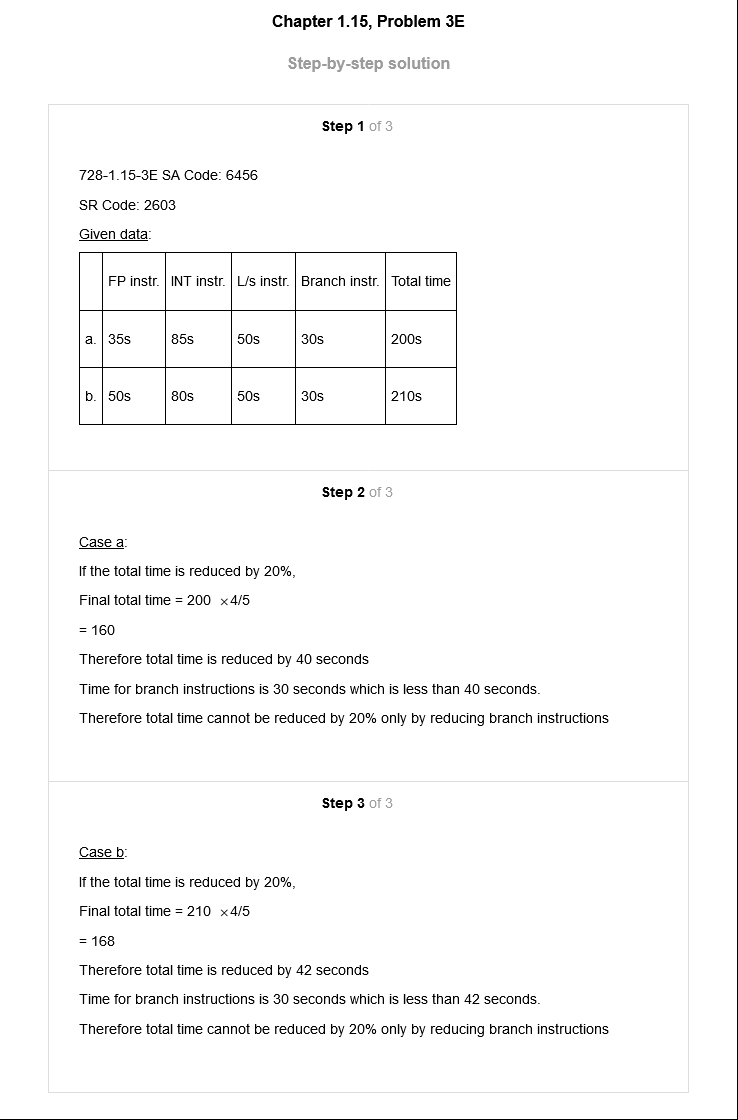 Chapter 1.15, Problem 3E
Step-by-step solution
Step 1 of 3
728-1.15-3E SA Code: 6456
SR Code: 2603
Given data:
FP instr. INT instr. L/s instr. Branch instr. Total time
a. 35s 85s 50s 30s 200s
b. 50s 80s 50s 30s 210s
Step 2 of 3
Case a:
If the total time is reduced by 20%,
Final total time = 200 ×4/5
= 160
Therefore total time is reduced by 40 seconds
Time for branch instructions is 30 seconds which is less than 40 seconds.
Therefore total time cannot be reduced by 20% only by reducing branch instructions
Step 3 of 3
Case b:
If the total time is reduced by 20%,
Final total time = 210 ×4/5
= 168
Therefore total time is reduced by 42 seconds
Time for branch instructions is 30 seconds which is less than 42 seconds.
Therefore total time cannot be reduced by 20% only by reducing branch instructions